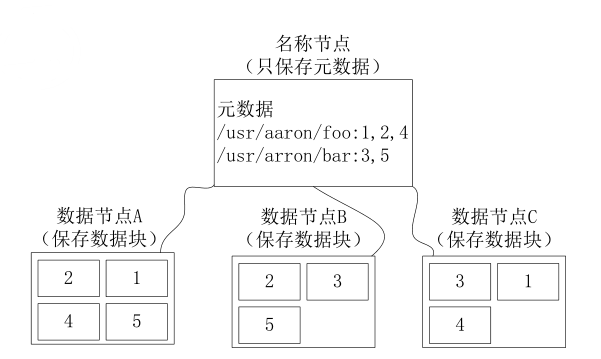 名称节点
（只保存元数据）
元数据
/usr/aaron/foo:1,2,4
/usr/arron/bar:3,5
数据节点A
（保存数据块）
2 1
4 5
数据节点B
（保存数据块）
2 3
5
数据节点C
（保存数据块）
3 1
4